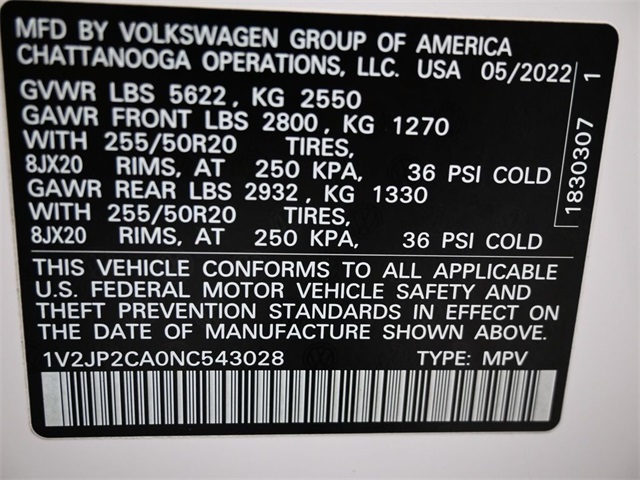 MFD BY VOLKSWAGEN GROUP OF AMERICA
CHATTANOOGA OPERATIONS, LLC. USA 05/2022
GVWR LBS 5622, KG 2550
GAWR FRONT LBS 2800, KG 1270
WITH 255/50R20 TIRES,
8JX20 RIMS, AT 250 KPA, 36 PSI COLD
GAWR REAR LBS 2932, KG 1330
WITH 255/50R20 TIRES,
8JX20 RIMS, AT 250 KPA, 36 PSI COLD
1830307 1
THIS VEHICLE CONFORMS TO ALL APPLICABLE
U.S. FEDERAL MOTOR VEHICLE SAFETY AND
THEFT PREVENTION STANDARDS IN EFFECT ON
THE DATE OF MANUFACTURE SHOWN ABOVE.
1V2JP2CA0NC543028 TYPE: MPV